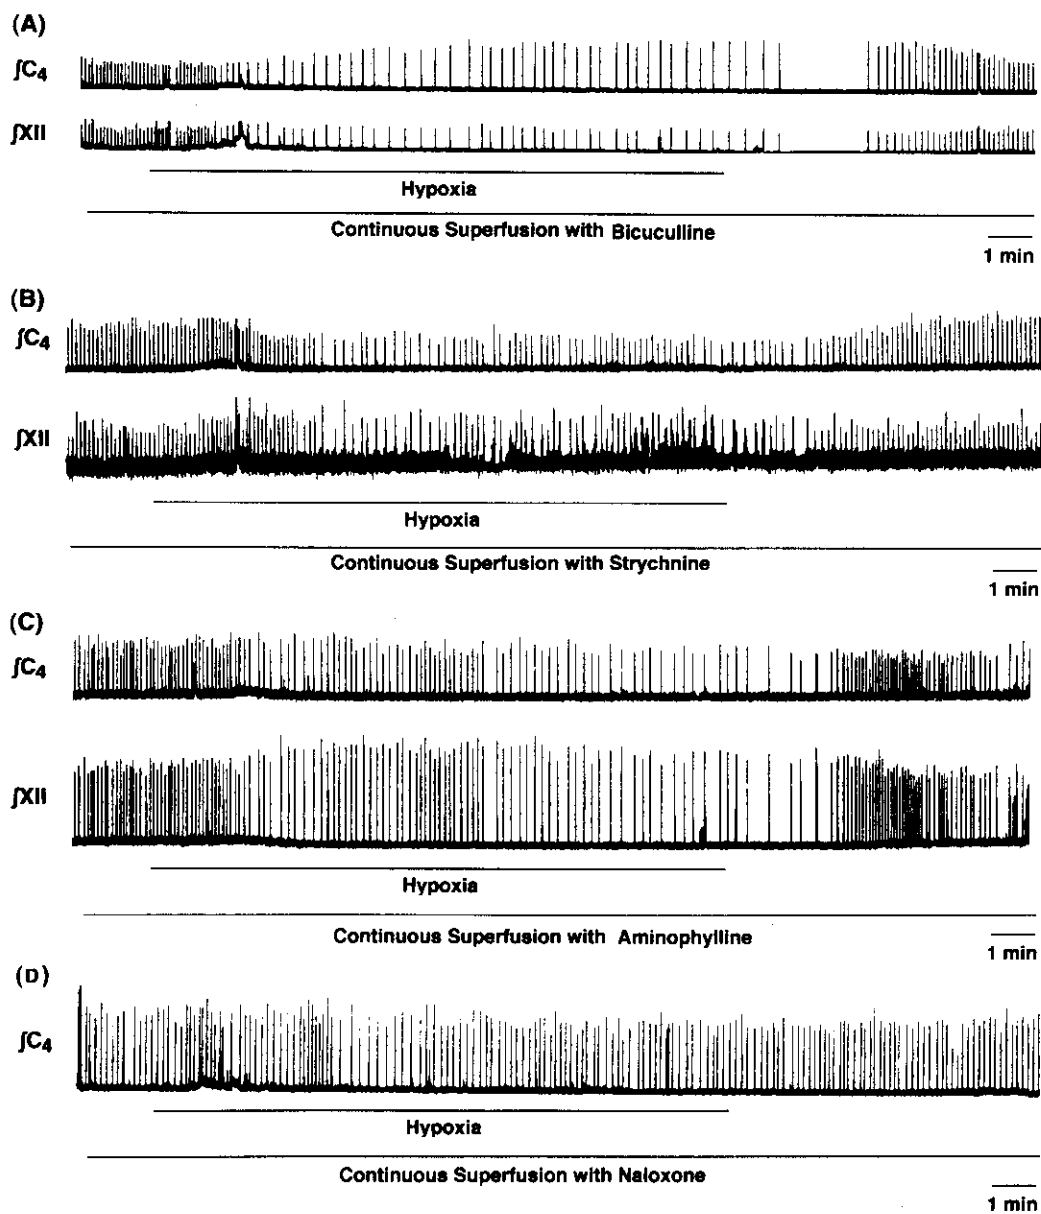 (A)
∫C₄
∫XII
Hypoxia
Continuous Superfusion with Bicuculline
1 min
(B)
∫C₄
∫XII
Hypoxia
Continuous Superfusion with Strychnine
1 min
(C)
∫C₄
∫XII
Hypoxia
Continuous Superfusion with Aminophylline
1 min
(D)
∫C₄
Hypoxia
Continuous Superfusion with Naloxone
1 min